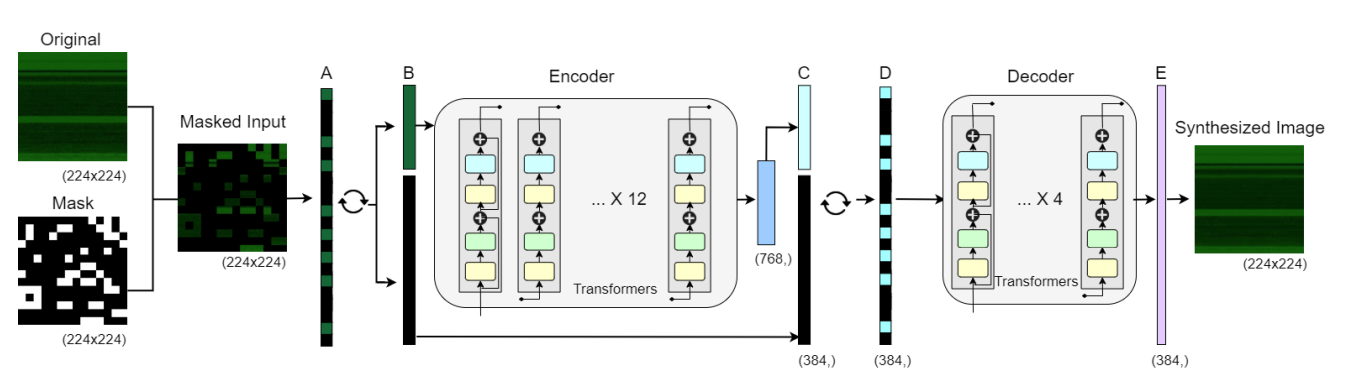 Original
(224x224)
Mask
(224x224)
Masked Input
(224x224)
A
B
Encoder
... X 12
Transformers
(768,)
C
(384,)
D
(384,)
Decoder
... X 4
Transformers
E
(384,)
Synthesized Image
(224x224)